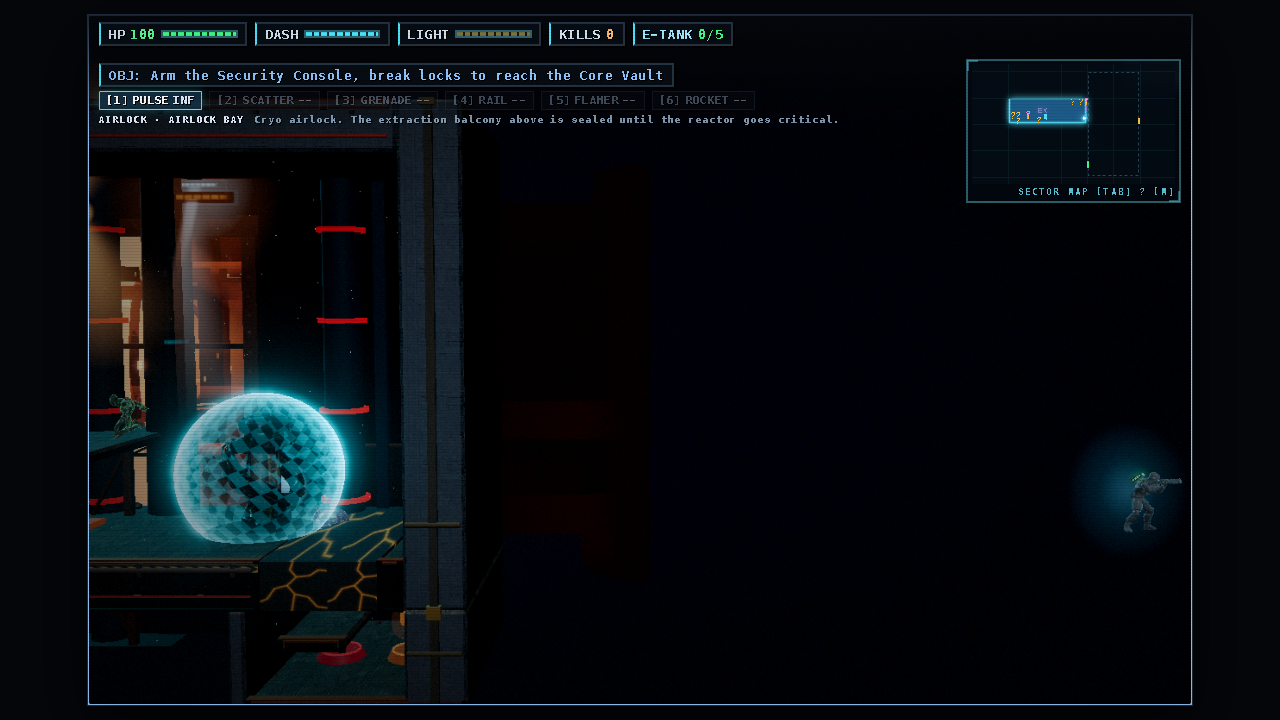 HP 100 DASH LIGHT KILLS 0 E-TANK 0/5
OBJ: Arm the Security Console, break locks to reach the Core Vault
[1] PULSE INF [2] SCATTER -- [3] GRENADE -- [4] RAIL -- [5] FLAMER -- [6] ROCKET --
AIRLOCK · AIRLOCK BAY Cryo airlock. The extraction balcony above is sealed until the reactor goes critical.
? ?
EX
??
?
?
SECTOR MAP [TAB] ? [M]